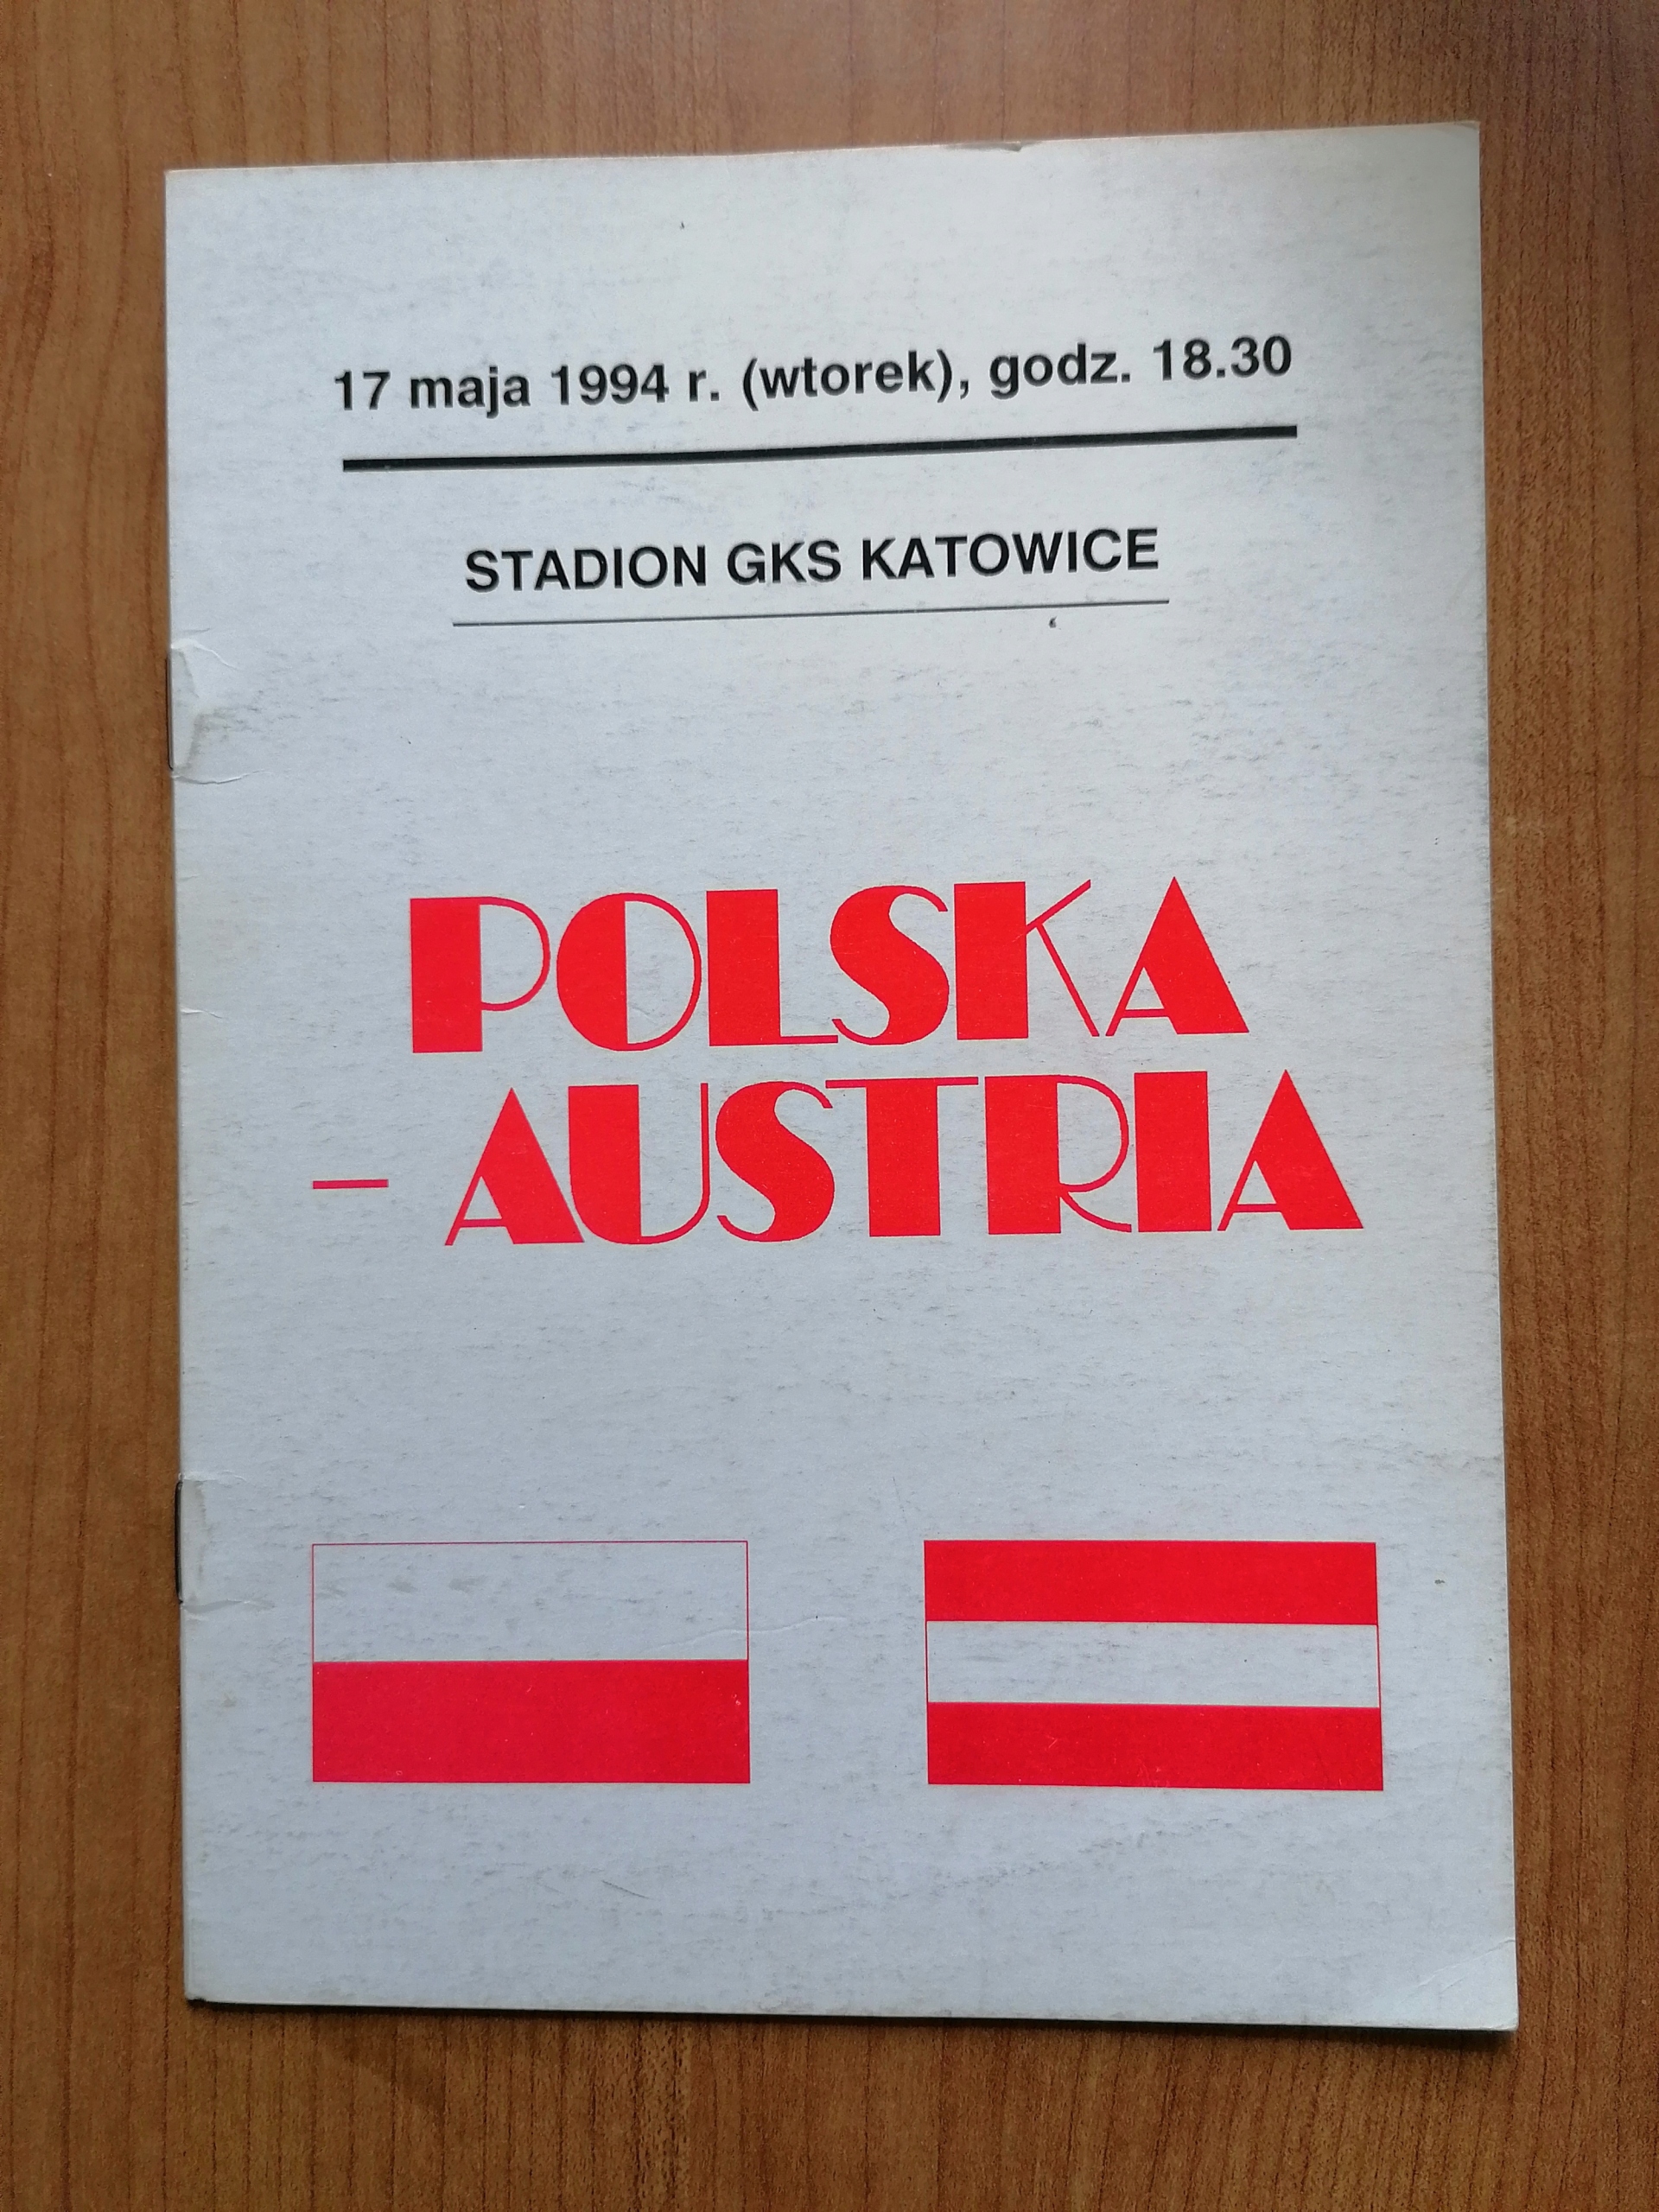 17 maja 1994 r. (wtorek), godz. 18.30
STADION GKS KATOWICE
POLSKA
– AUSTRIA